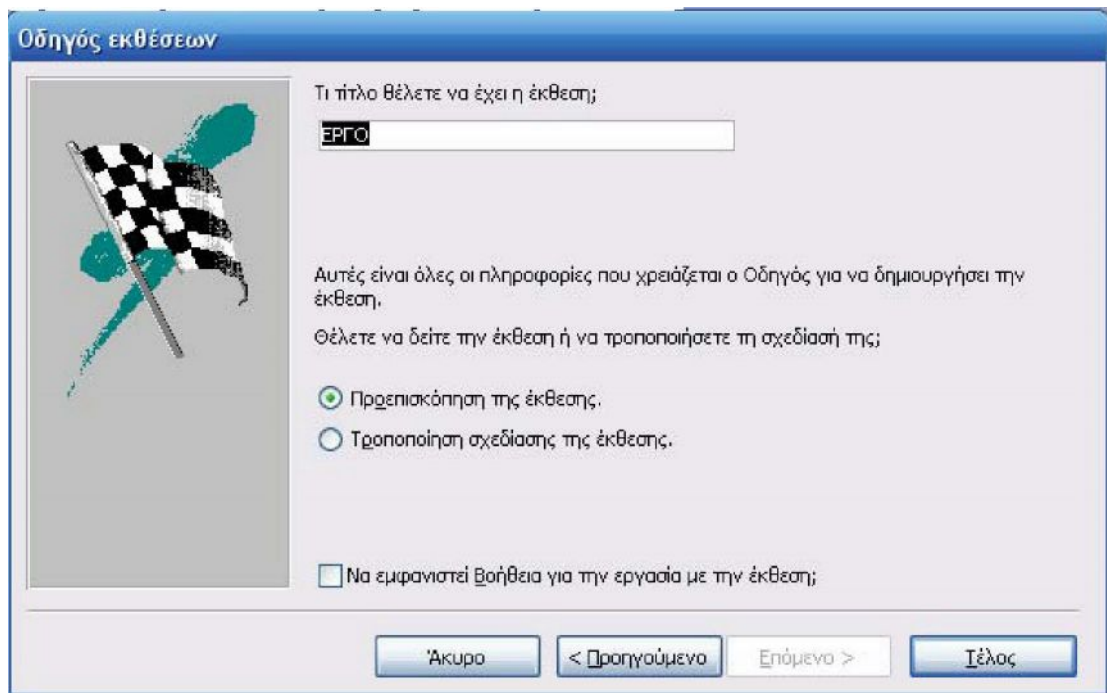 Οδηγός εκθέσεων
Τι τίτλο θέλετε να έχει η έκθεση;
ΕΡΓΟ
Αυτές είναι όλες οι πληροφορίες που χρειάζεται ο Οδηγός για να δημιουργήσει την
έκθεση.
Θέλετε να δείτε την έκθεση ή να τροποποιήσετε τη σχεδίασή της;
Προεπισκόπηση της έκθεσης.
Τροποποίηση σχεδίασης της έκθεσης.
Να εμφανιστεί Βοήθεια για την εργασία με την έκθεση;
Άκυρο
< Προηγούμενο
Επόμενο >
Τέλος